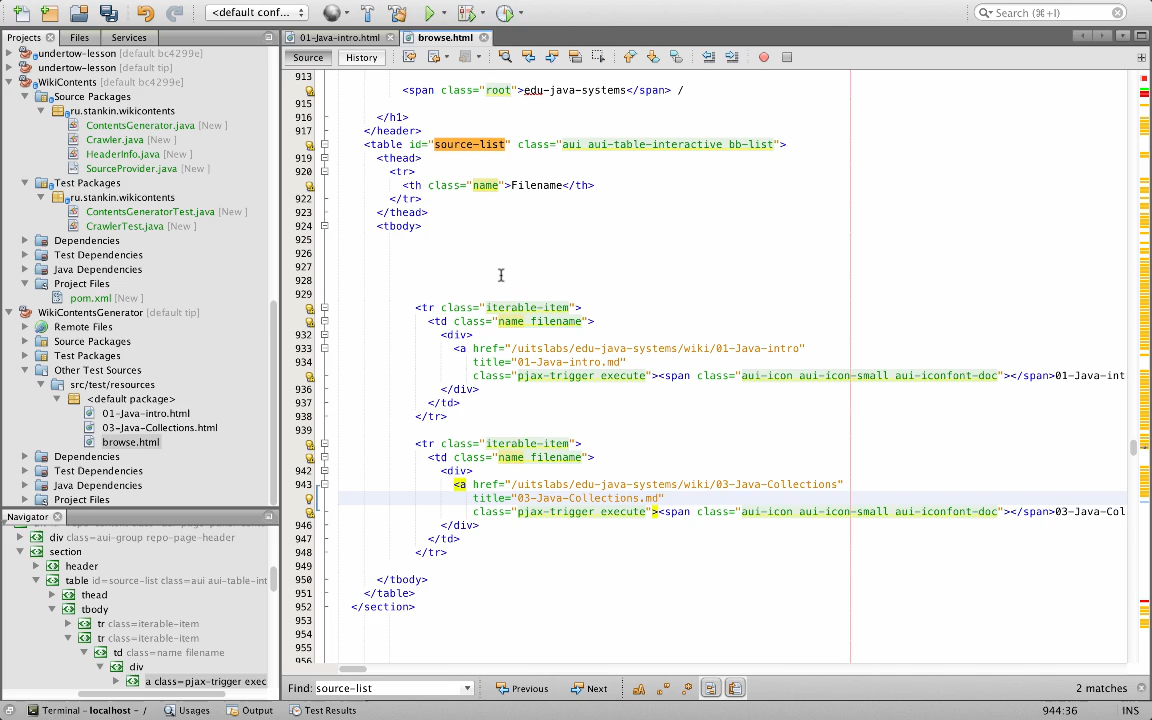 <default conf...
Search (⌘+I)
Projects
Files
Services
01-Java-intro.html
browse.html
Source
History
undertow-lesson [default bc4299e]
undertow-lesson [default tip]
WikiContents [default bc4299e]
Source Packages
ru.stankin.wikicontents
ContentsGenerator.java [New ]
Crawler.java [New ]
HeaderInfo.java [New ]
SourceProvider.java [New ]
Test Packages
ru.stankin.wikicontents
ContentsGeneratorTest.java [New ]
CrawlerTest.java [New ]
Dependencies
Test Dependencies
Java Dependencies
Project Files
pom.xml [New ]
WikiContentsGenerator [default tip]
Remote Files
Source Packages
Test Packages
Other Test Sources
src/test/resources
<default package>
01-Java-intro.html
03-Java-Collections.html
browse.html
Dependencies
Test Dependencies
Java Dependencies
Project Files
Navigator
div class=aui-group repo-page-header
section
header
table id=source-list class=aui aui-table-int
thead
tbody
tr class=iterable-item
tr class=iterable-item
td class=name filename
div
a class=pjax-trigger exec
913
<span class="root">edu-java-systems</span> /
915
916 </h1>
917 </header>
<table id="source-list" class="aui aui-table-interactive bb-list">
919 <thead>
920 <tr>
<th class="name">Filename</th>
922 </tr>
923 </thead>
924 <tbody>
925
926
927
928
929
<tr class="iterable-item">
<td class="name filename">
932 <div>
933 <a href="/uitslabs/edu-java-systems/wiki/01-Java-intro"
934 title="01-Java-intro.md"
class="pjax-trigger execute"><span class="aui-icon aui-icon-small aui-iconfont-doc"></span>01-Java-int
936 </div>
937 </td>
938 </tr>
939
<tr class="iterable-item">
<td class="name filename">
942 <div>
943 <a href="/uitslabs/edu-java-systems/wiki/03-Java-Collections"
title="03-Java-Collections.md"
class="pjax-trigger execute"><span class="aui-icon aui-icon-small aui-iconfont-doc"></span>03-Java-Col
946 </div>
947 </td>
948 </tr>
949
950 </tbody>
951 </table>
952 </section>
953
954
955
Find: source-list
Previous
Next
2 matches
Terminal - localhost - /
Usages
Output
Test Results
944:36
INS